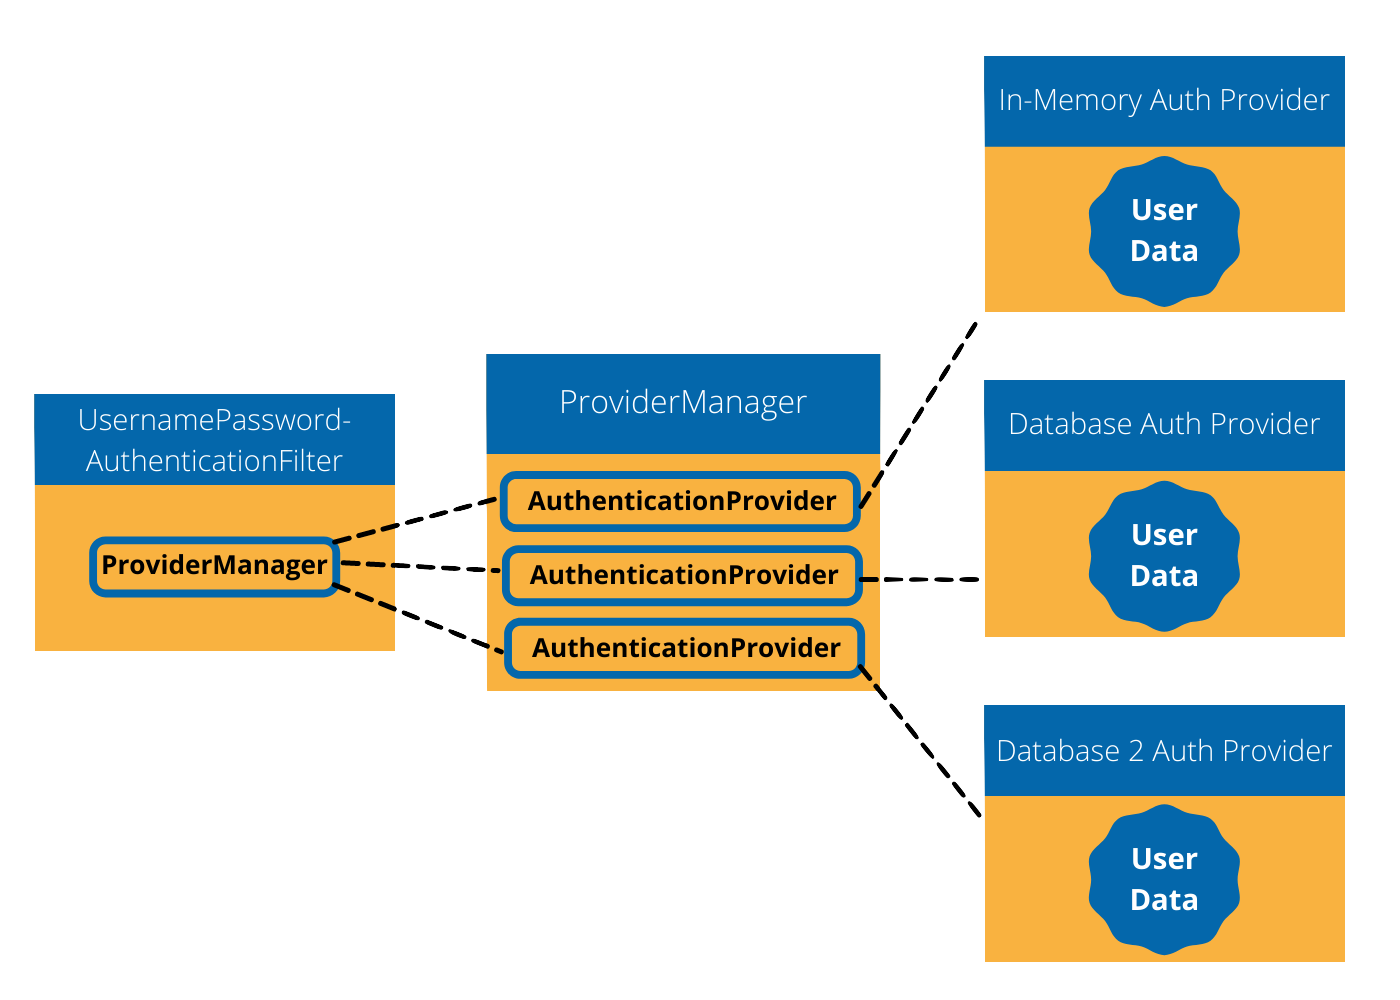 UsernamePassword-
AuthenticationFilter
ProviderManager
ProviderManager
AuthenticationProvider
AuthenticationProvider
AuthenticationProvider
In-Memory Auth Provider
User
Data
Database Auth Provider
User
Data
Database 2 Auth Provider
User
Data